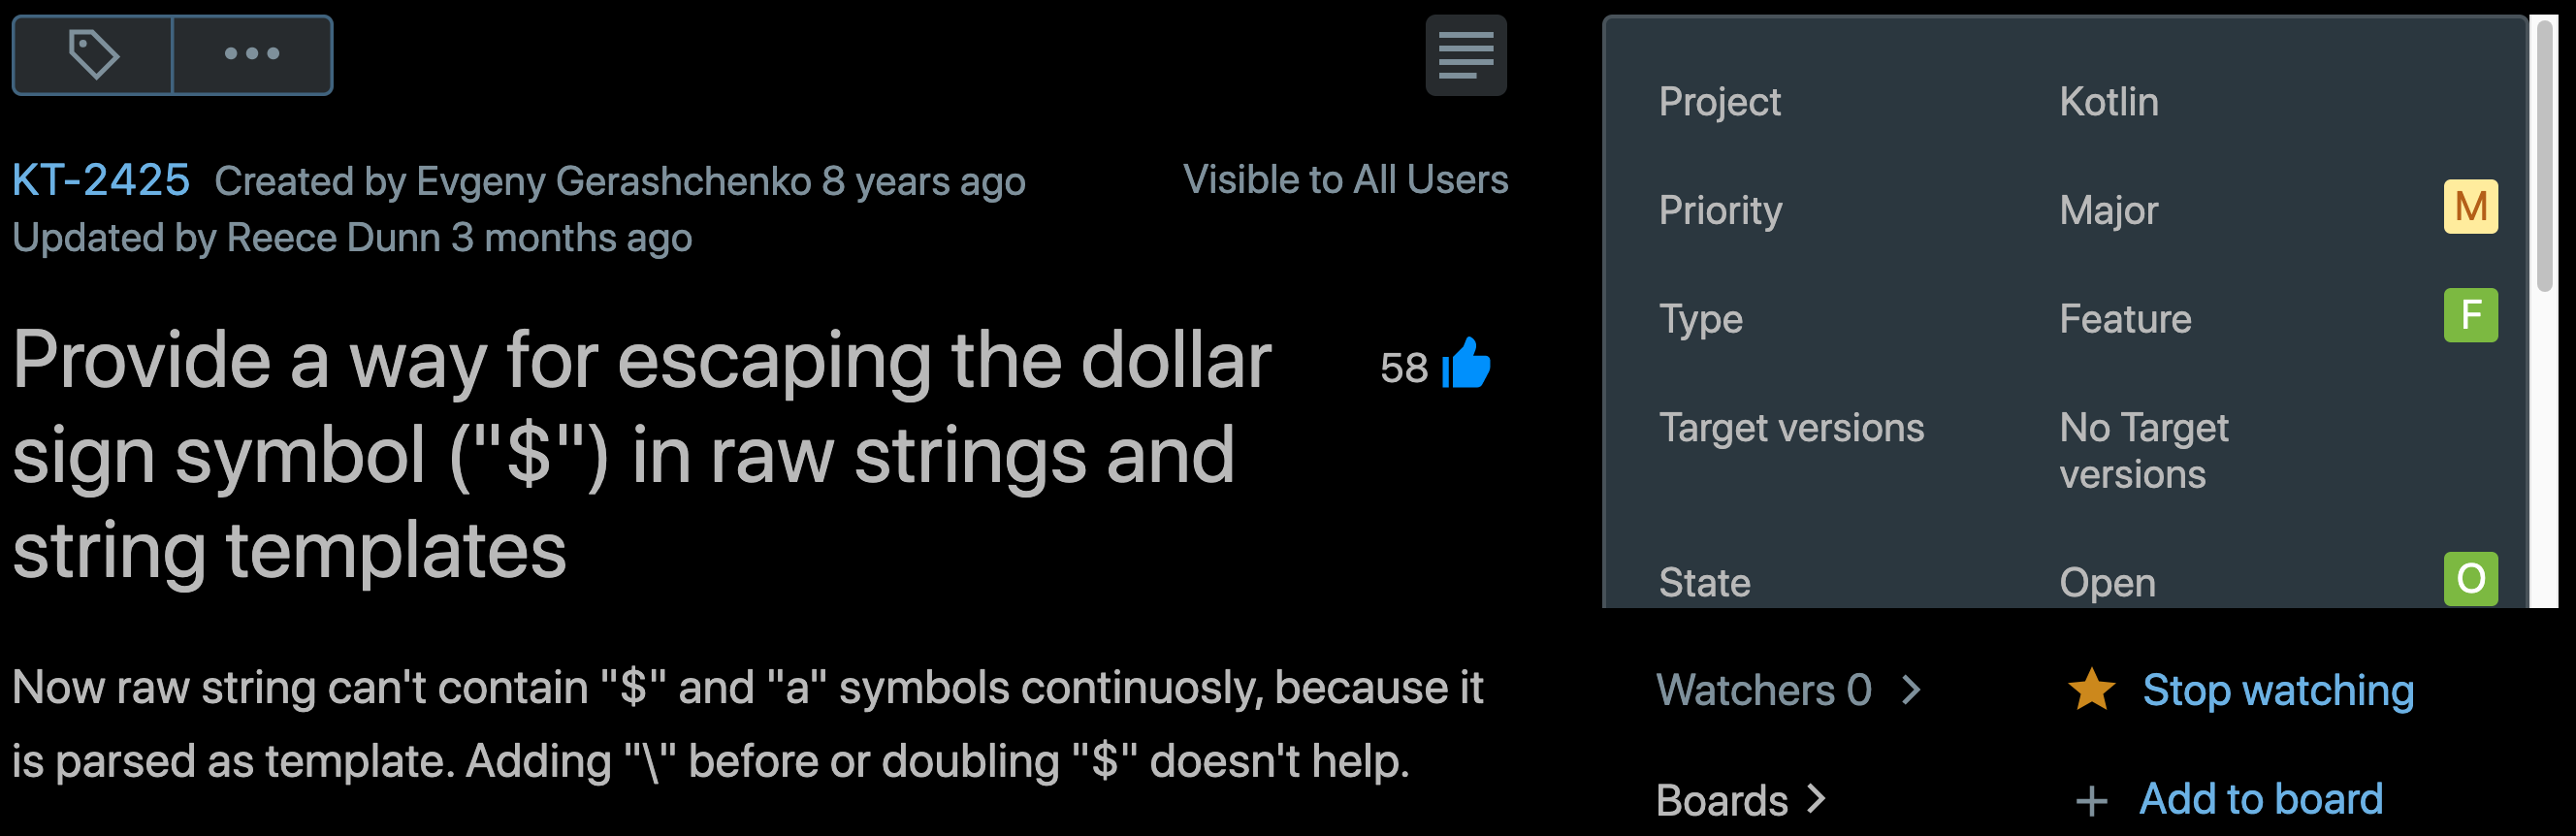 KT-2425 Created by Evgeny Gerashchenko 8 years ago
Visible to All Users
Updated by Reece Dunn 3 months ago
Provide a way for escaping the dollar
sign symbol ("$") in raw strings and
string templates
58
Now raw string can't contain "$" and "a" symbols continuosly, because it
is parsed as template. Adding "\" before or doubling "$" doesn't help.
Project Kotlin
Priority Major M
Type Feature F
Target versions No Target
versions
State Open O
Watchers 0 Stop watching
Boards Add to board